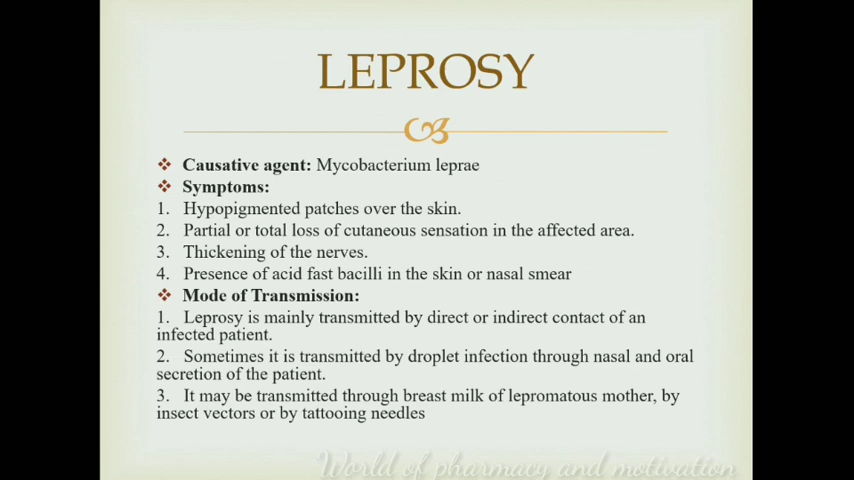 LEPROSY
❖ Causative agent: Mycobacterium leprae
❖ Symptoms:
1. Hypopigmented patches over the skin.
2. Partial or total loss of cutaneous sensation in the affected area.
3. Thickening of the nerves.
4. Presence of acid fast bacilli in the skin or nasal smear
❖ Mode of Transmission:
1. Leprosy is mainly transmitted by direct or indirect contact of an
infected patient.
2. Sometimes it is transmitted by droplet infection through nasal and oral
secretion of the patient.
3. It may be transmitted through breast milk of lepromatous mother, by
insect vectors or by tattooing needles
World of pharmacy and motivation